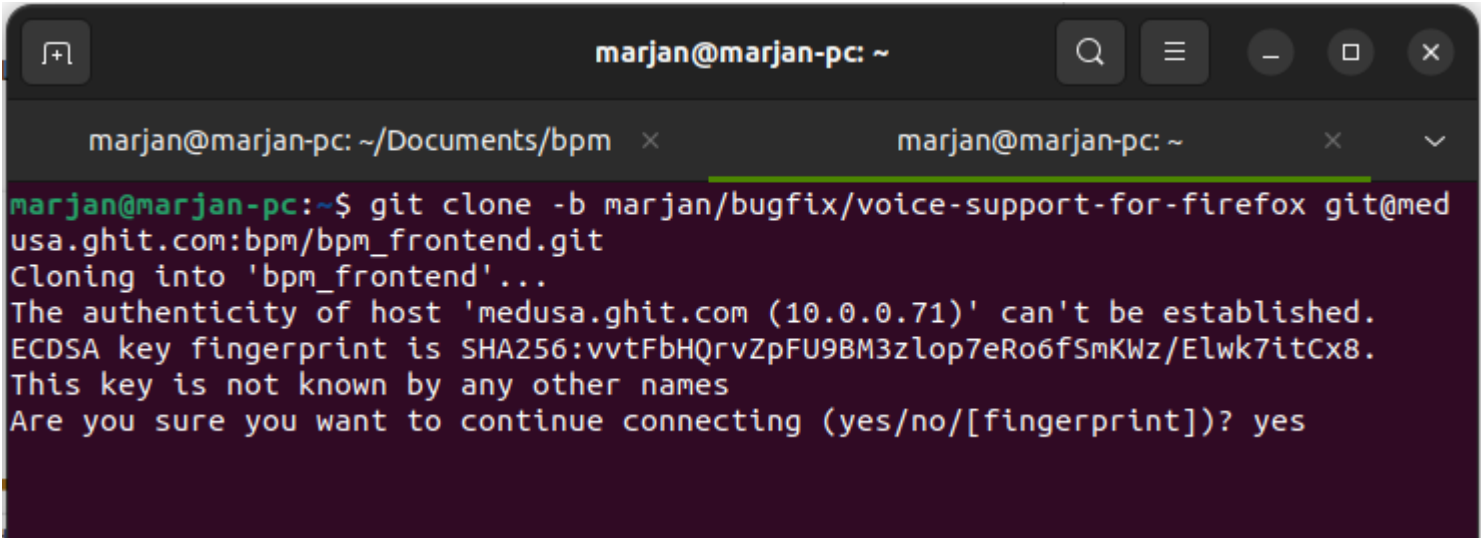 marjan@marjan-pc: ~
marjan@marjan-pc: ~/Documents/bpm
marjan@marjan-pc: ~
marjan@marjan-pc:~$ git clone -b marjan/bugfix/voice-support-for-firefox git@med
usa.ghit.com:bpm/bpm_frontend.git
Cloning into 'bpm_frontend'...
The authenticity of host 'medusa.ghit.com (10.0.0.71)' can't be established.
ECDSA key fingerprint is SHA256:vvtFbHQrvZpFU9BM3zlop7eRo6fSmKWz/Elwk7itCx8.
This key is not known by any other names
Are you sure you want to continue connecting (yes/no/[fingerprint])? yes